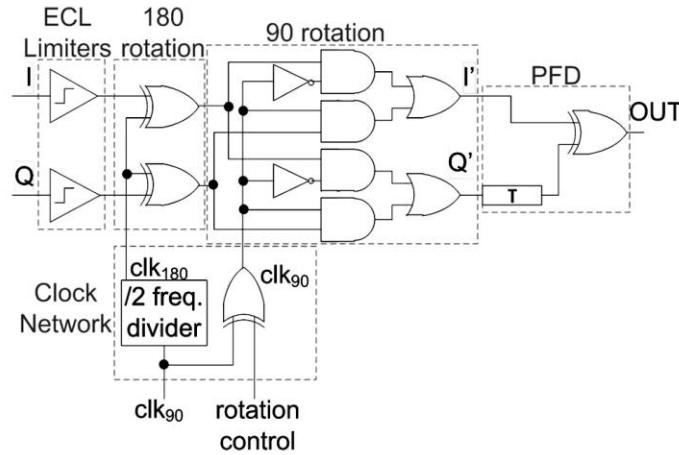 ECL
Limiters
180
rotation
90 rotation
I
I'
PFD
OUT
Q
Q'
T
clk180
clk90
Clock
Network
/2 freq.
divider
clk90
rotation
control